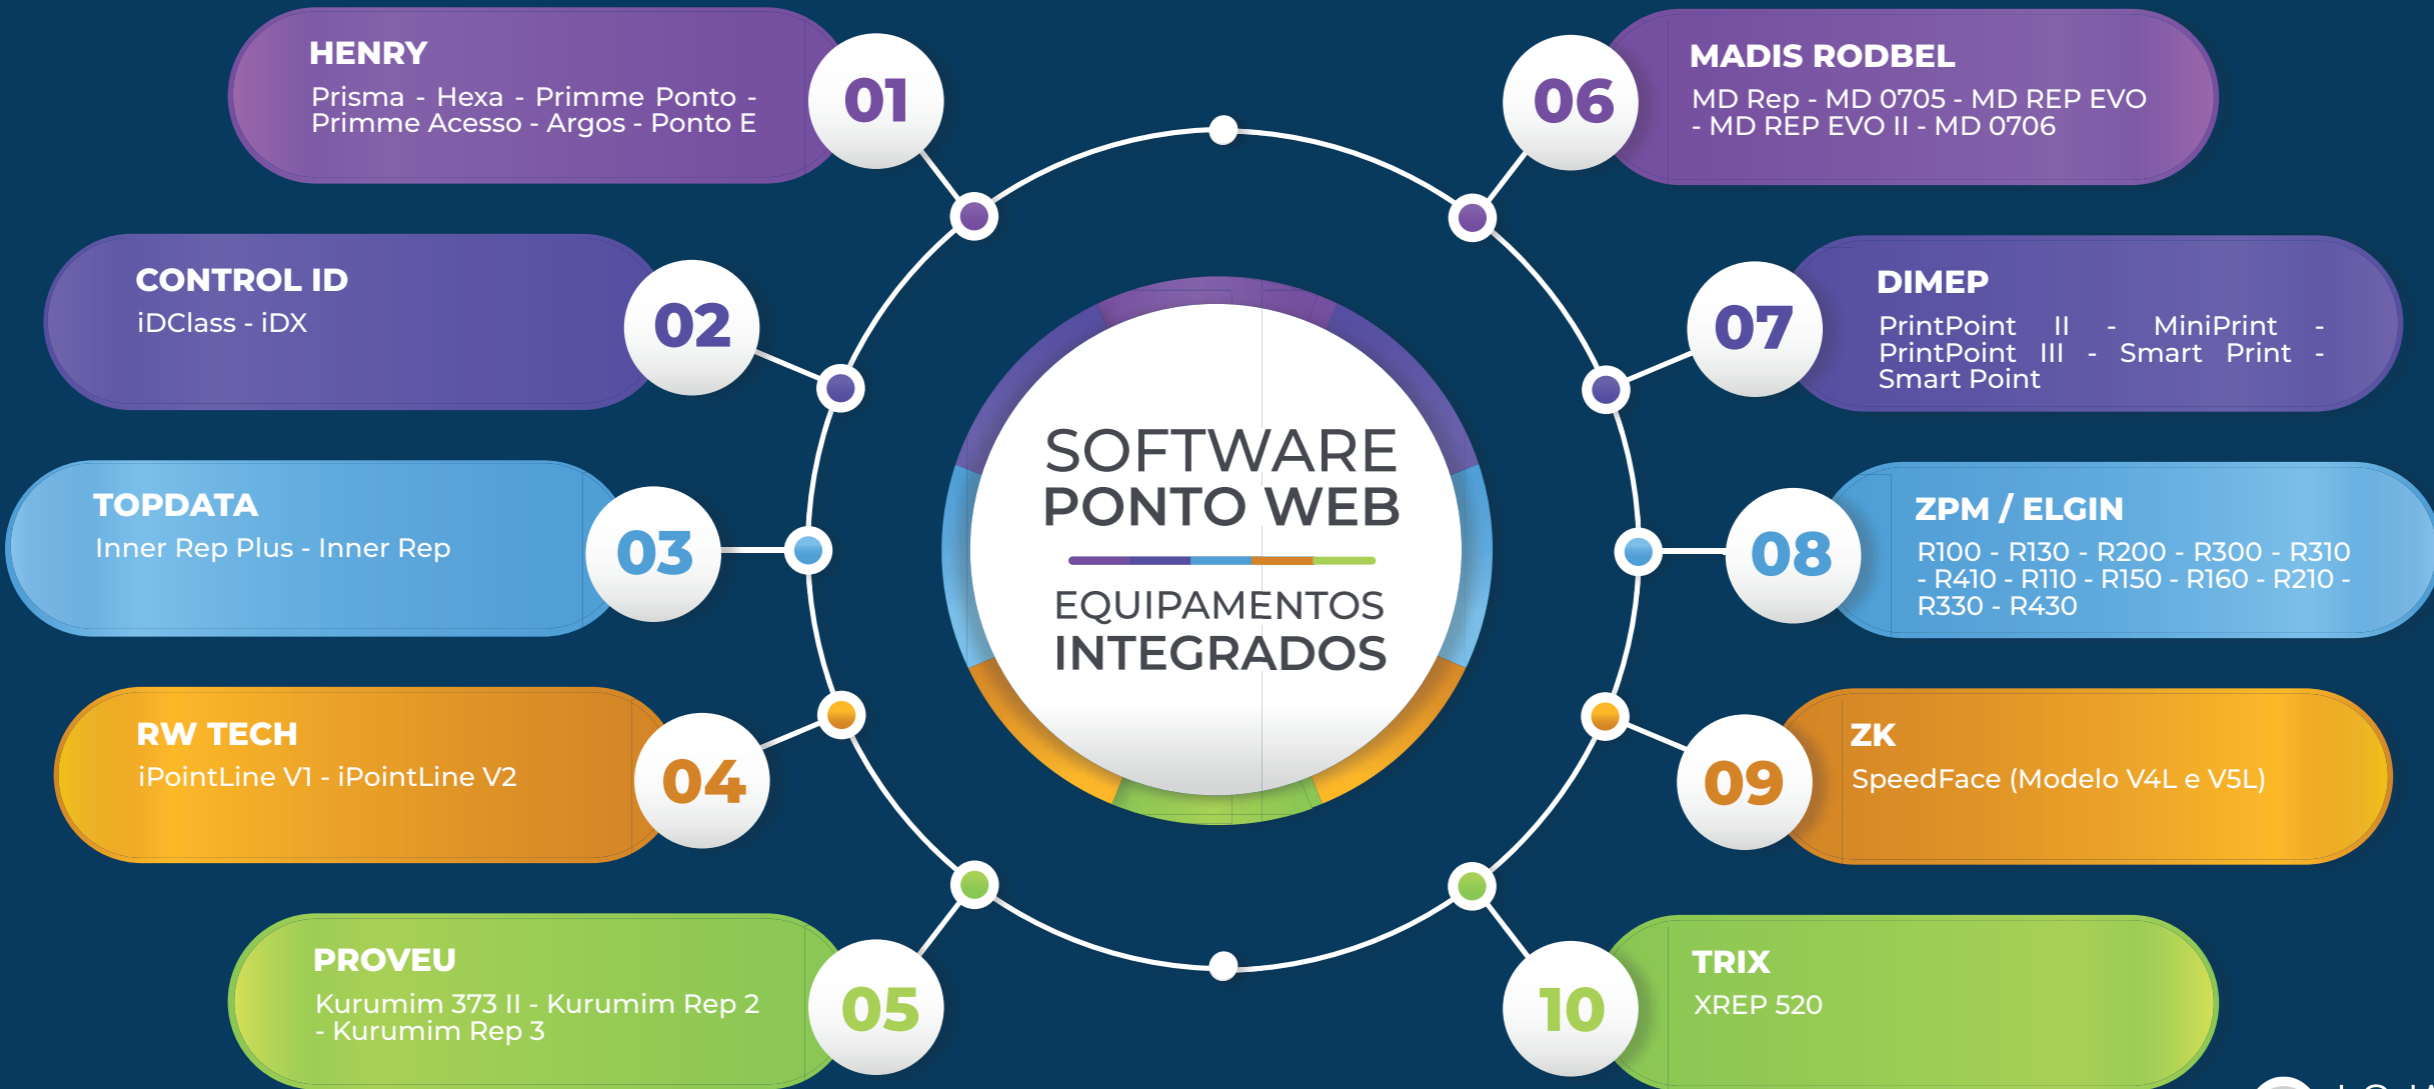 HENRY
Prisma - Hexa - Primme Ponto -
Primme Acesso - Argos - Ponto E
01
CONTROL ID
iDClass - iDX
02
TOPDATA
Inner Rep Plus - Inner Rep
03
RW TECH
iPointLine V1 - iPointLine V2
04
PROVEU
Kurumim 373 II - Kurumim Rep 2
- Kurumim Rep 3
05
SOFTWARE
PONTO WEB
EQUIPAMENTOS
INTEGRADOS
06
MADIS RODBEL
MD Rep - MD 0705 - MD REP EVO
- MD REP EVO II - MD 0706
07
DIMEP
PrintPoint II - MiniPrint -
PrintPoint III - Smart Print -
Smart Point
08
ZPM / ELGIN
R100 - R130 - R200 - R300 - R310
- R410 - R110 - R150 - R160 - R210 -
R330 - R430
09
ZK
SpeedFace (Modelo V4L e V5L)
10
TRIX
XREP 520